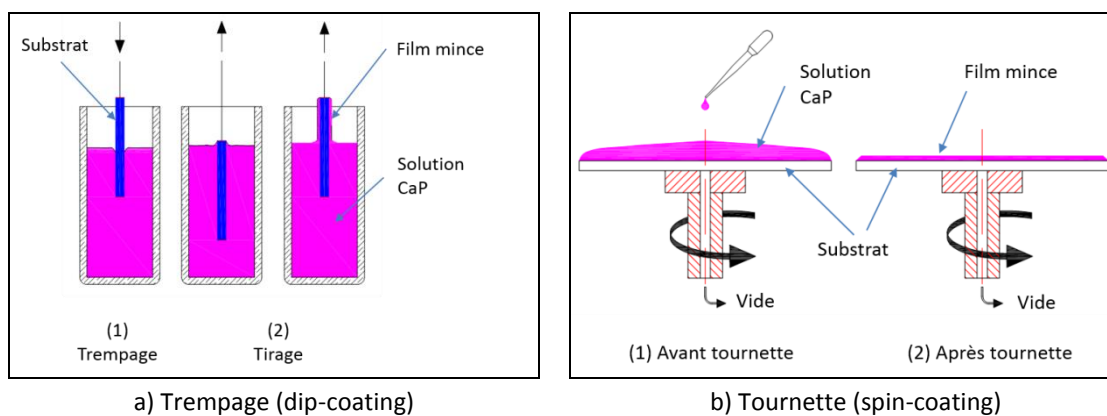 Substrat
Film mince
Solution
CaP
(1)
Trempage
(2)
Tirage
a) Trempage (dip-coating)
Solution
CaP
Film mince
Substrat
Vide
Vide
(1) Avant tournette
(2) Après tournette
b) Tournette (spin-coating)